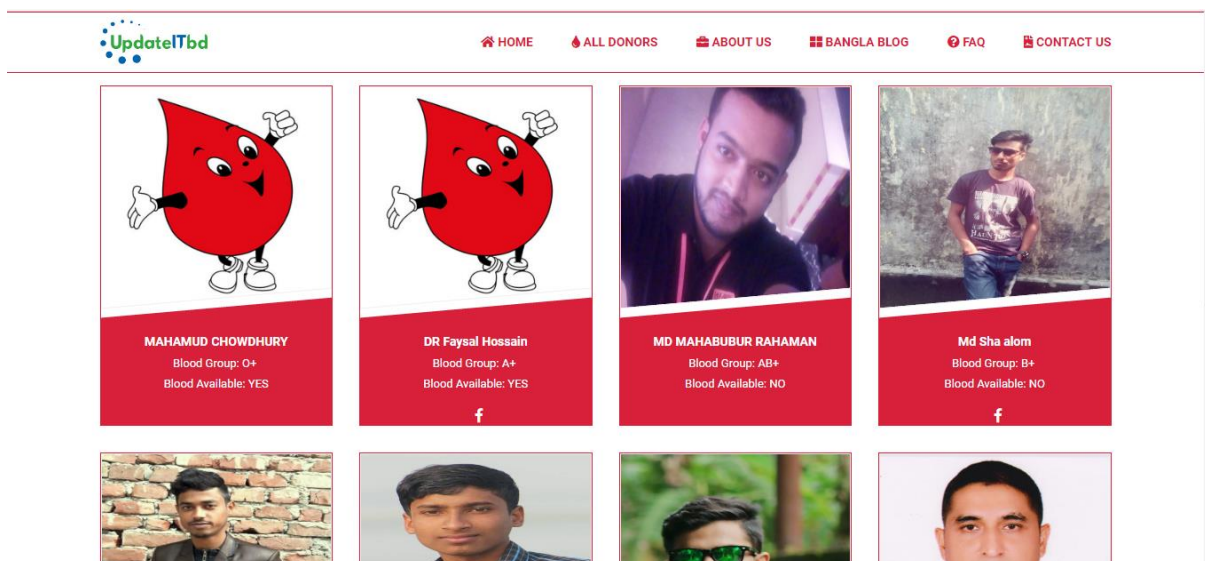 UpdateITbd
HOME
ALL DONORS
ABOUT US
BANGLA BLOG
FAQ
CONTACT US
MAHAMUD CHOWDHURY
Blood Group: O+
Blood Available: YES
DR Faysal Hossain
Blood Group: A+
Blood Available: YES
MD MAHABUBUR RAHAMAN
Blood Group: AB+
Blood Available: NO
Md Sha alom
Blood Group: B+
Blood Available: NO